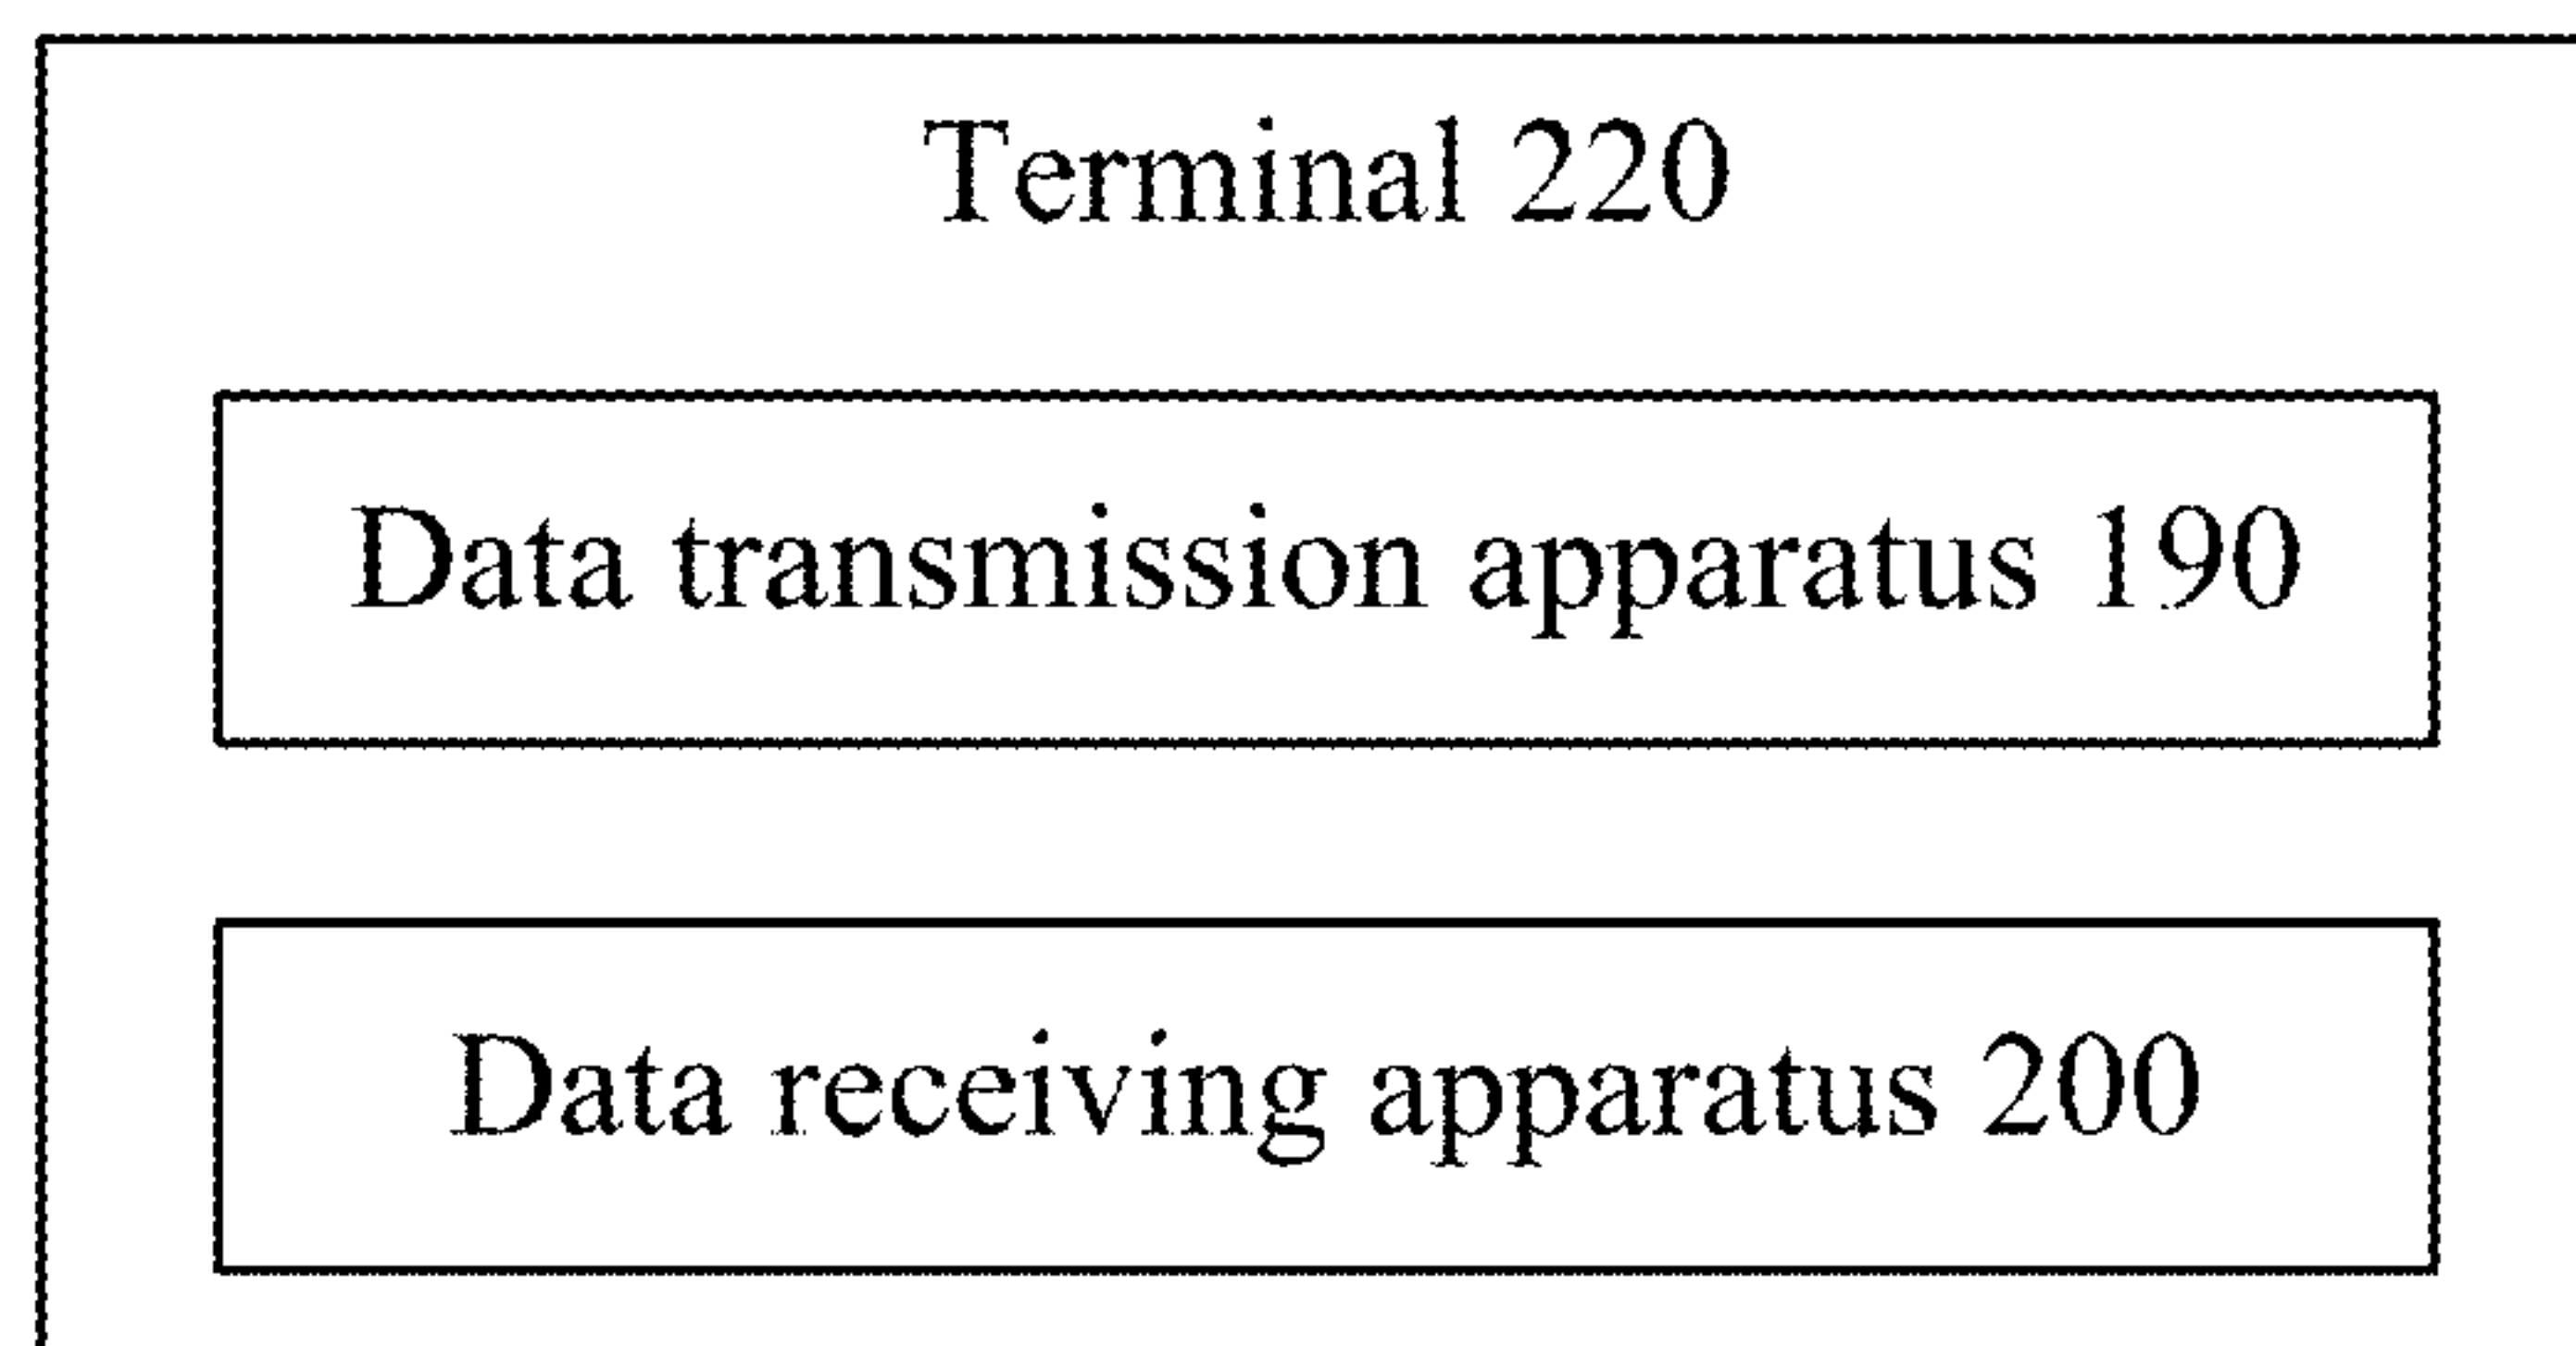 Terminal 220
Data transmission apparatus 190
Data receiving apparatus 200